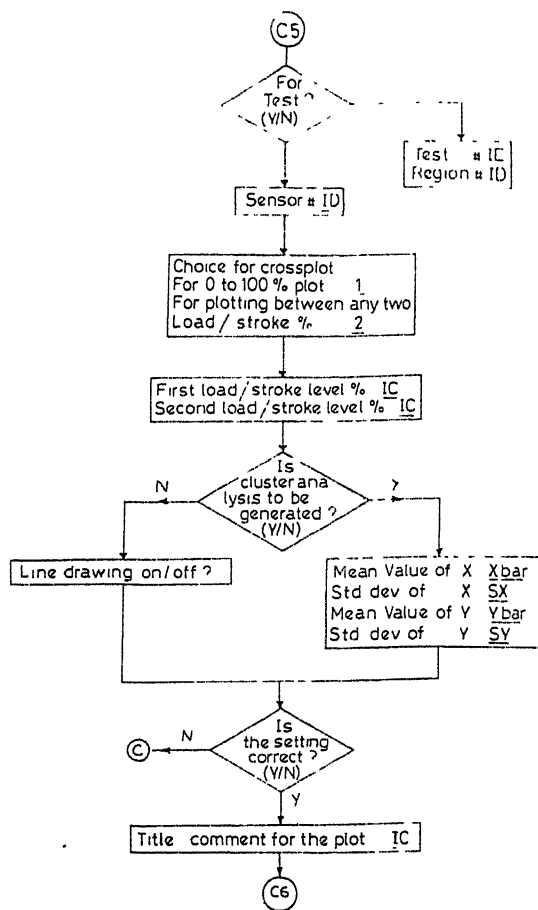 C5
For
Test ?
(Y/N)
Test # IC
Region # ID
Sensor # ID
Choice for crossplot
For 0 to 100 % plot 1
For plotting between any two
Load / stroke % 2
First load/stroke level % IC
Second load/stroke level % IC
Is
cluster ana
lysis to be
generated ?
(Y/N)
N
Y
Line drawing on/off ?
Mean Value of X Xbar
Std dev of X SX
Mean Value of Y Ybar
Std dev of Y SY
Is
the setting
correct ?
(Y/N)
N
C
Y
Title comment for the plot IC
C6